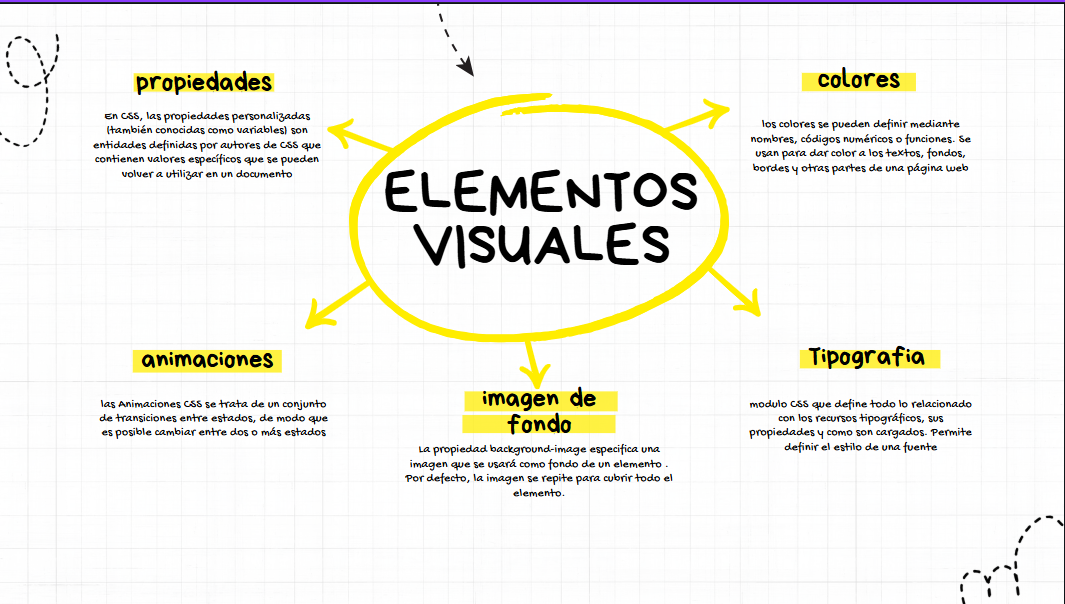 ELEMENTOS
VISUALES
propiedades
En CSS, las propiedades personalizadas
(también conocidas como variables) son
entidades definidas por autores de CSS que
contienen valores específicos que se pueden
volver a utilizar en un documento
colores
los colores se pueden definir mediante
nombres, códigos numéricos o funciones. Se
usan para dar color a los textos, fondos,
bordes y otras partes de una página web
animaciones
las Animaciones CSS se trata de un conjunto
de transiciones entre estados, de modo que
es posible cambiar entre dos o más estados
imagen de
fondo
La propiedad background-image especifica una
imagen que se usará como fondo de un elemento .
Por defecto, la imagen se repite para cubrir todo el
elemento.
Tipografia
modulo CSS que define todo lo relacionado
con los recursos tipográficos, sus
propiedades y como son cargados. Permite
definir el estilo de una fuente